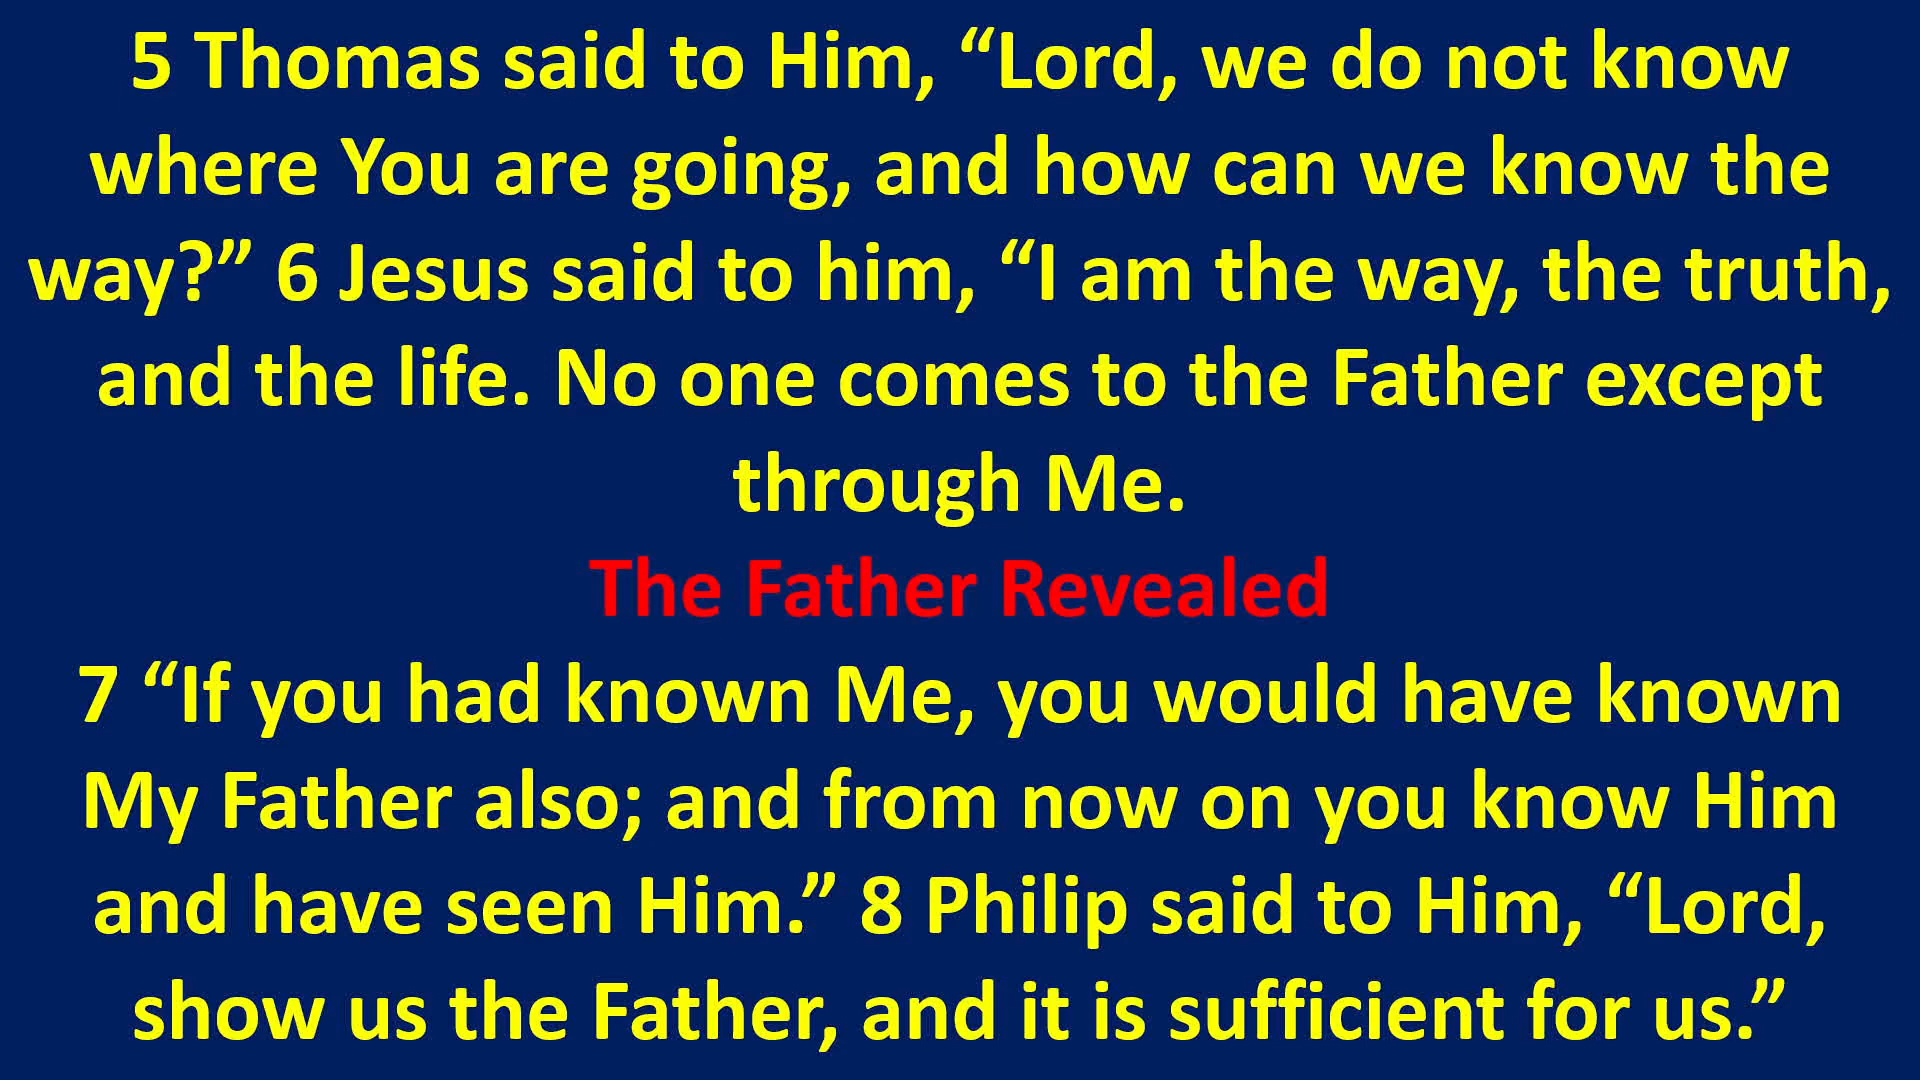 5 Thomas said to Him, “Lord, we do not know
where You are going, and how can we know the
way?” 6 Jesus said to him, “I am the way, the truth,
and the life. No one comes to the Father except
through Me.
The Father Revealed
7 “If you had known Me, you would have known
My Father also; and from now on you know Him
and have seen Him.” 8 Philip said to Him, “Lord,
show us the Father, and it is sufficient for us.”